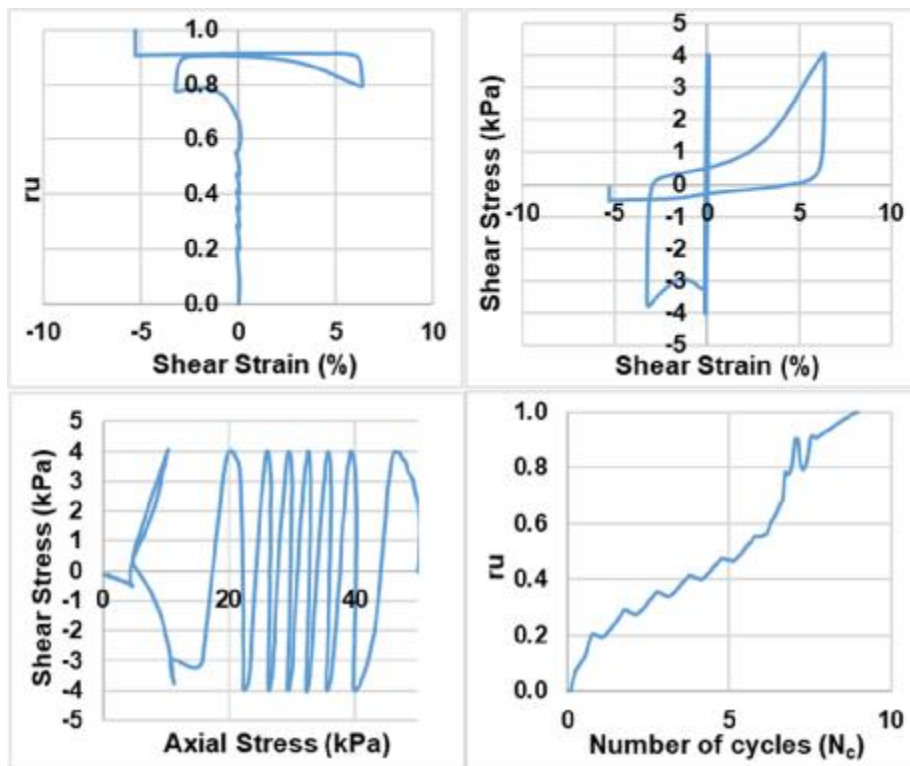 1.0
0.8
0.6
0.4
0.2
0.0
ru
-10 -5 0 5 10
Shear Strain (%)
5
4
3
2
1
0
-1
-2
-3
-4
-5
Shear Stress (kPa)
-10 -5 0 5 10
Shear Strain (%)
5
4
3
2
1
0
-1
-2
-3
-4
-5
Shear Stress (kPa)
0 20 40
Axial Stress (kPa)
1.0
0.8
0.6
0.4
0.2
0.0
ru
0 5 10
Number of cycles (Nc)